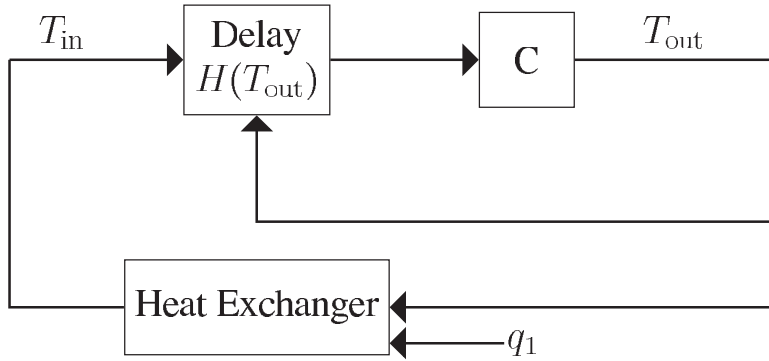 T_in
Delay
H(T_out)
C
T_out
Heat Exchanger
q_1